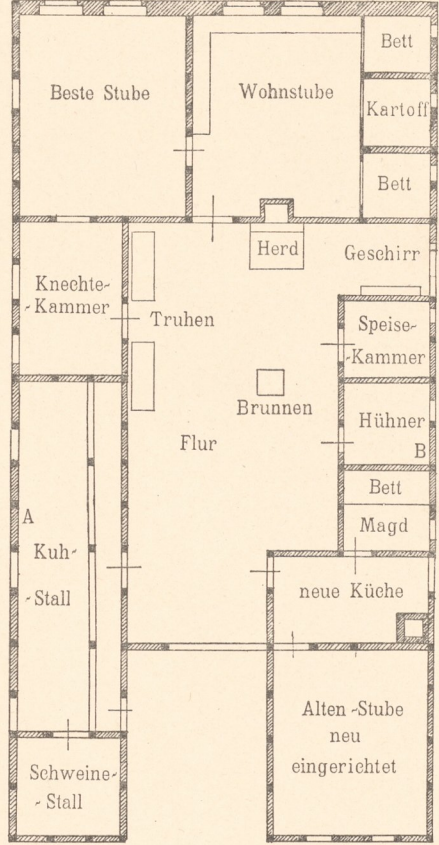 Bett
Beste Stube
Wohnstube
Kartoff
Bett
Herd
Geschirr
Knechte-
-Kammer
Truhen
Speise-
-Kammer
Brunnen
Hühner
B
Flur
Bett
A
Magd
Kuh-
-Stall
neue Küche
Alten-Stube
neu
eingerichtet
Schweine-
-Stall